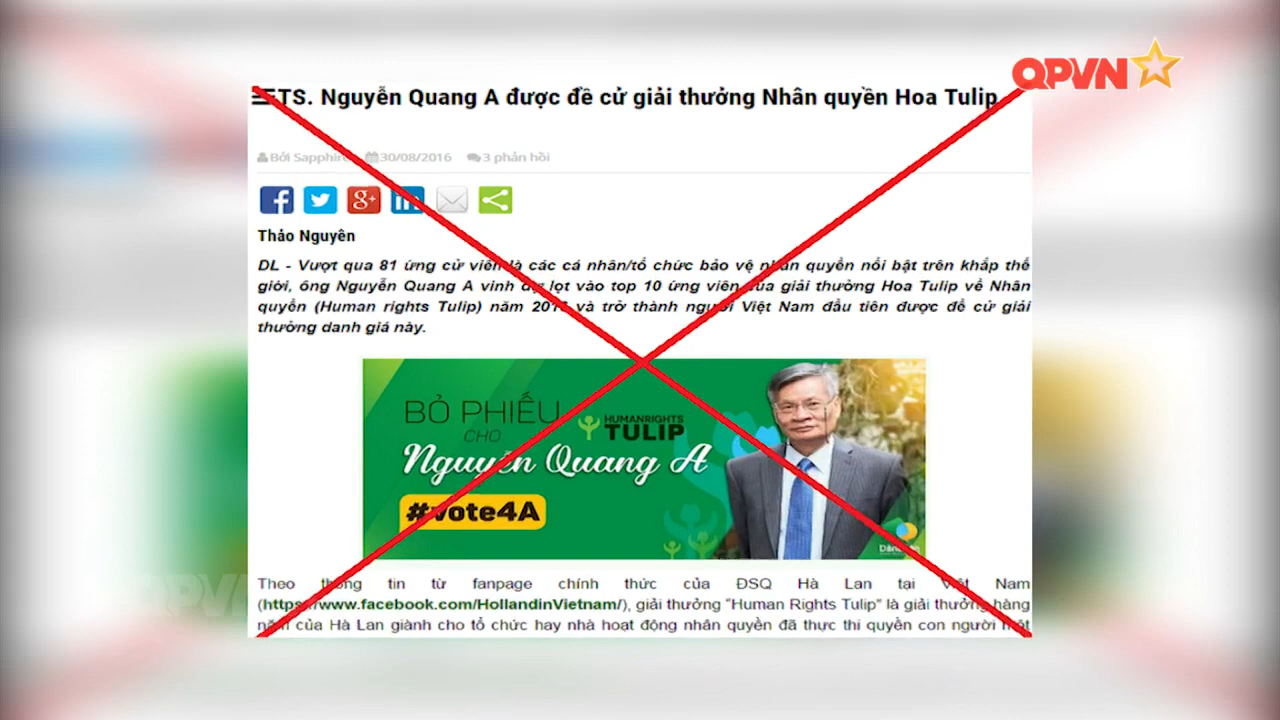 QPVN
TS. Nguyễn Quang A được đề cử giải thưởng Nhân quyền Hoa Tulip
Bởi Sapphire 30/08/2016 3 phản hồi
Thảo Nguyên
DL - Vượt qua 81 ứng cử viên là các cá nhân/tổ chức bảo vệ nhân quyền nổi bật trên khắp thế
giới, ông Nguyễn Quang A vinh dự lọt vào top 10 ứng viên của giải thưởng Hoa Tulip về Nhân
quyền (Human rights Tulip) năm 2016 và trở thành người Việt Nam đầu tiên được đề cử giải
thưởng danh giá này.
BỎ PHIẾU
CHO
HUMANRIGHTS
TULIP
Nguyễn Quang A
#vote4A
Theo thông tin từ fanpage chính thức của ĐSQ Hà Lan tại Việt Nam
(https://www.facebook.com/HollandinVietnam/), giải thưởng "Human Rights Tulip" là giải thưởng hàng
năm của Hà Lan giành cho tổ chức hay nhà hoạt động nhân quyền đã thực thi quyền con người một
QPVN